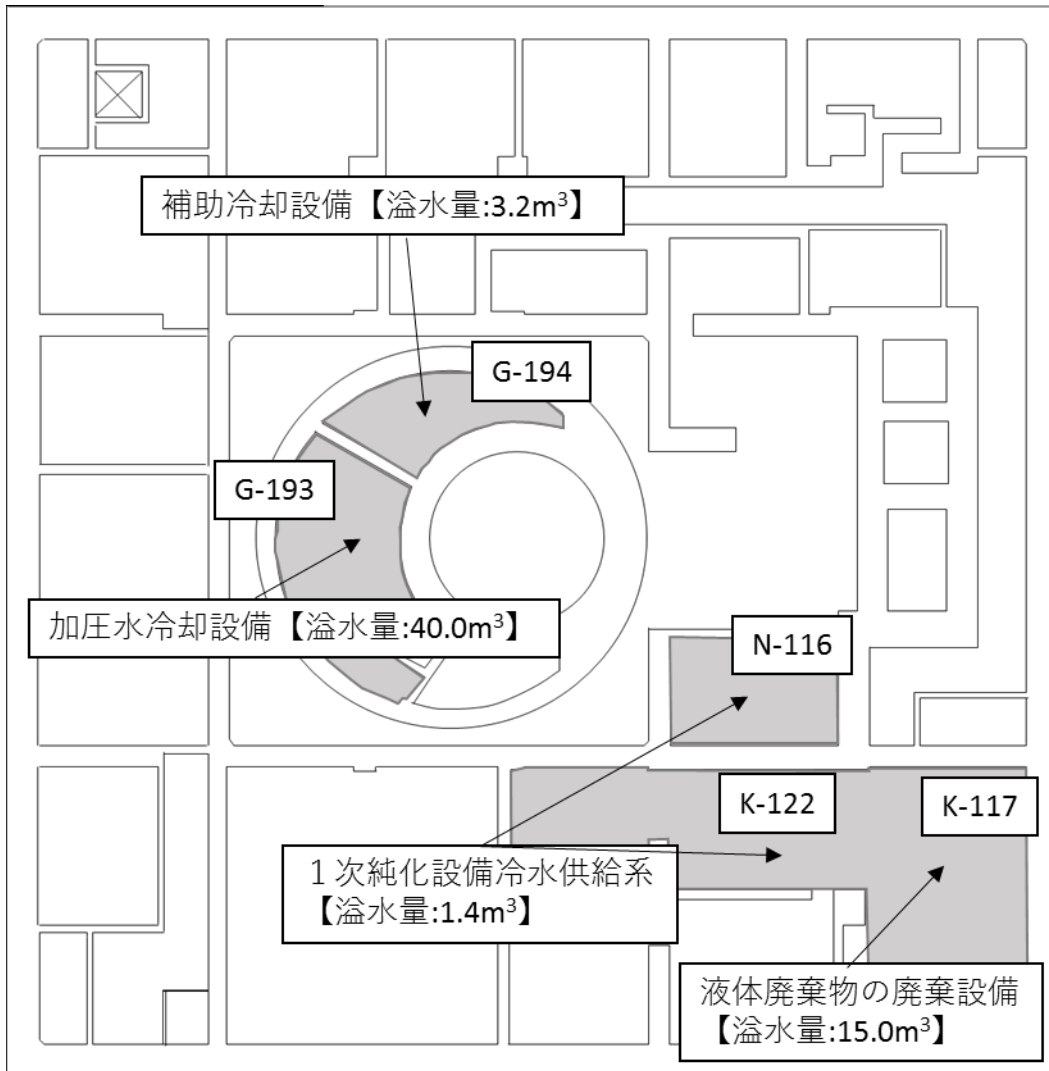 補助冷却設備【溢水量:3.2m³】
G-194
G-193
加圧水冷却設備【溢水量:40.0m³】
N-116
K-122
K-117
１次純化設備冷水供給系
【溢水量:1.4m³】
液体廃棄物の廃棄設備
【溢水量:15.0m³】